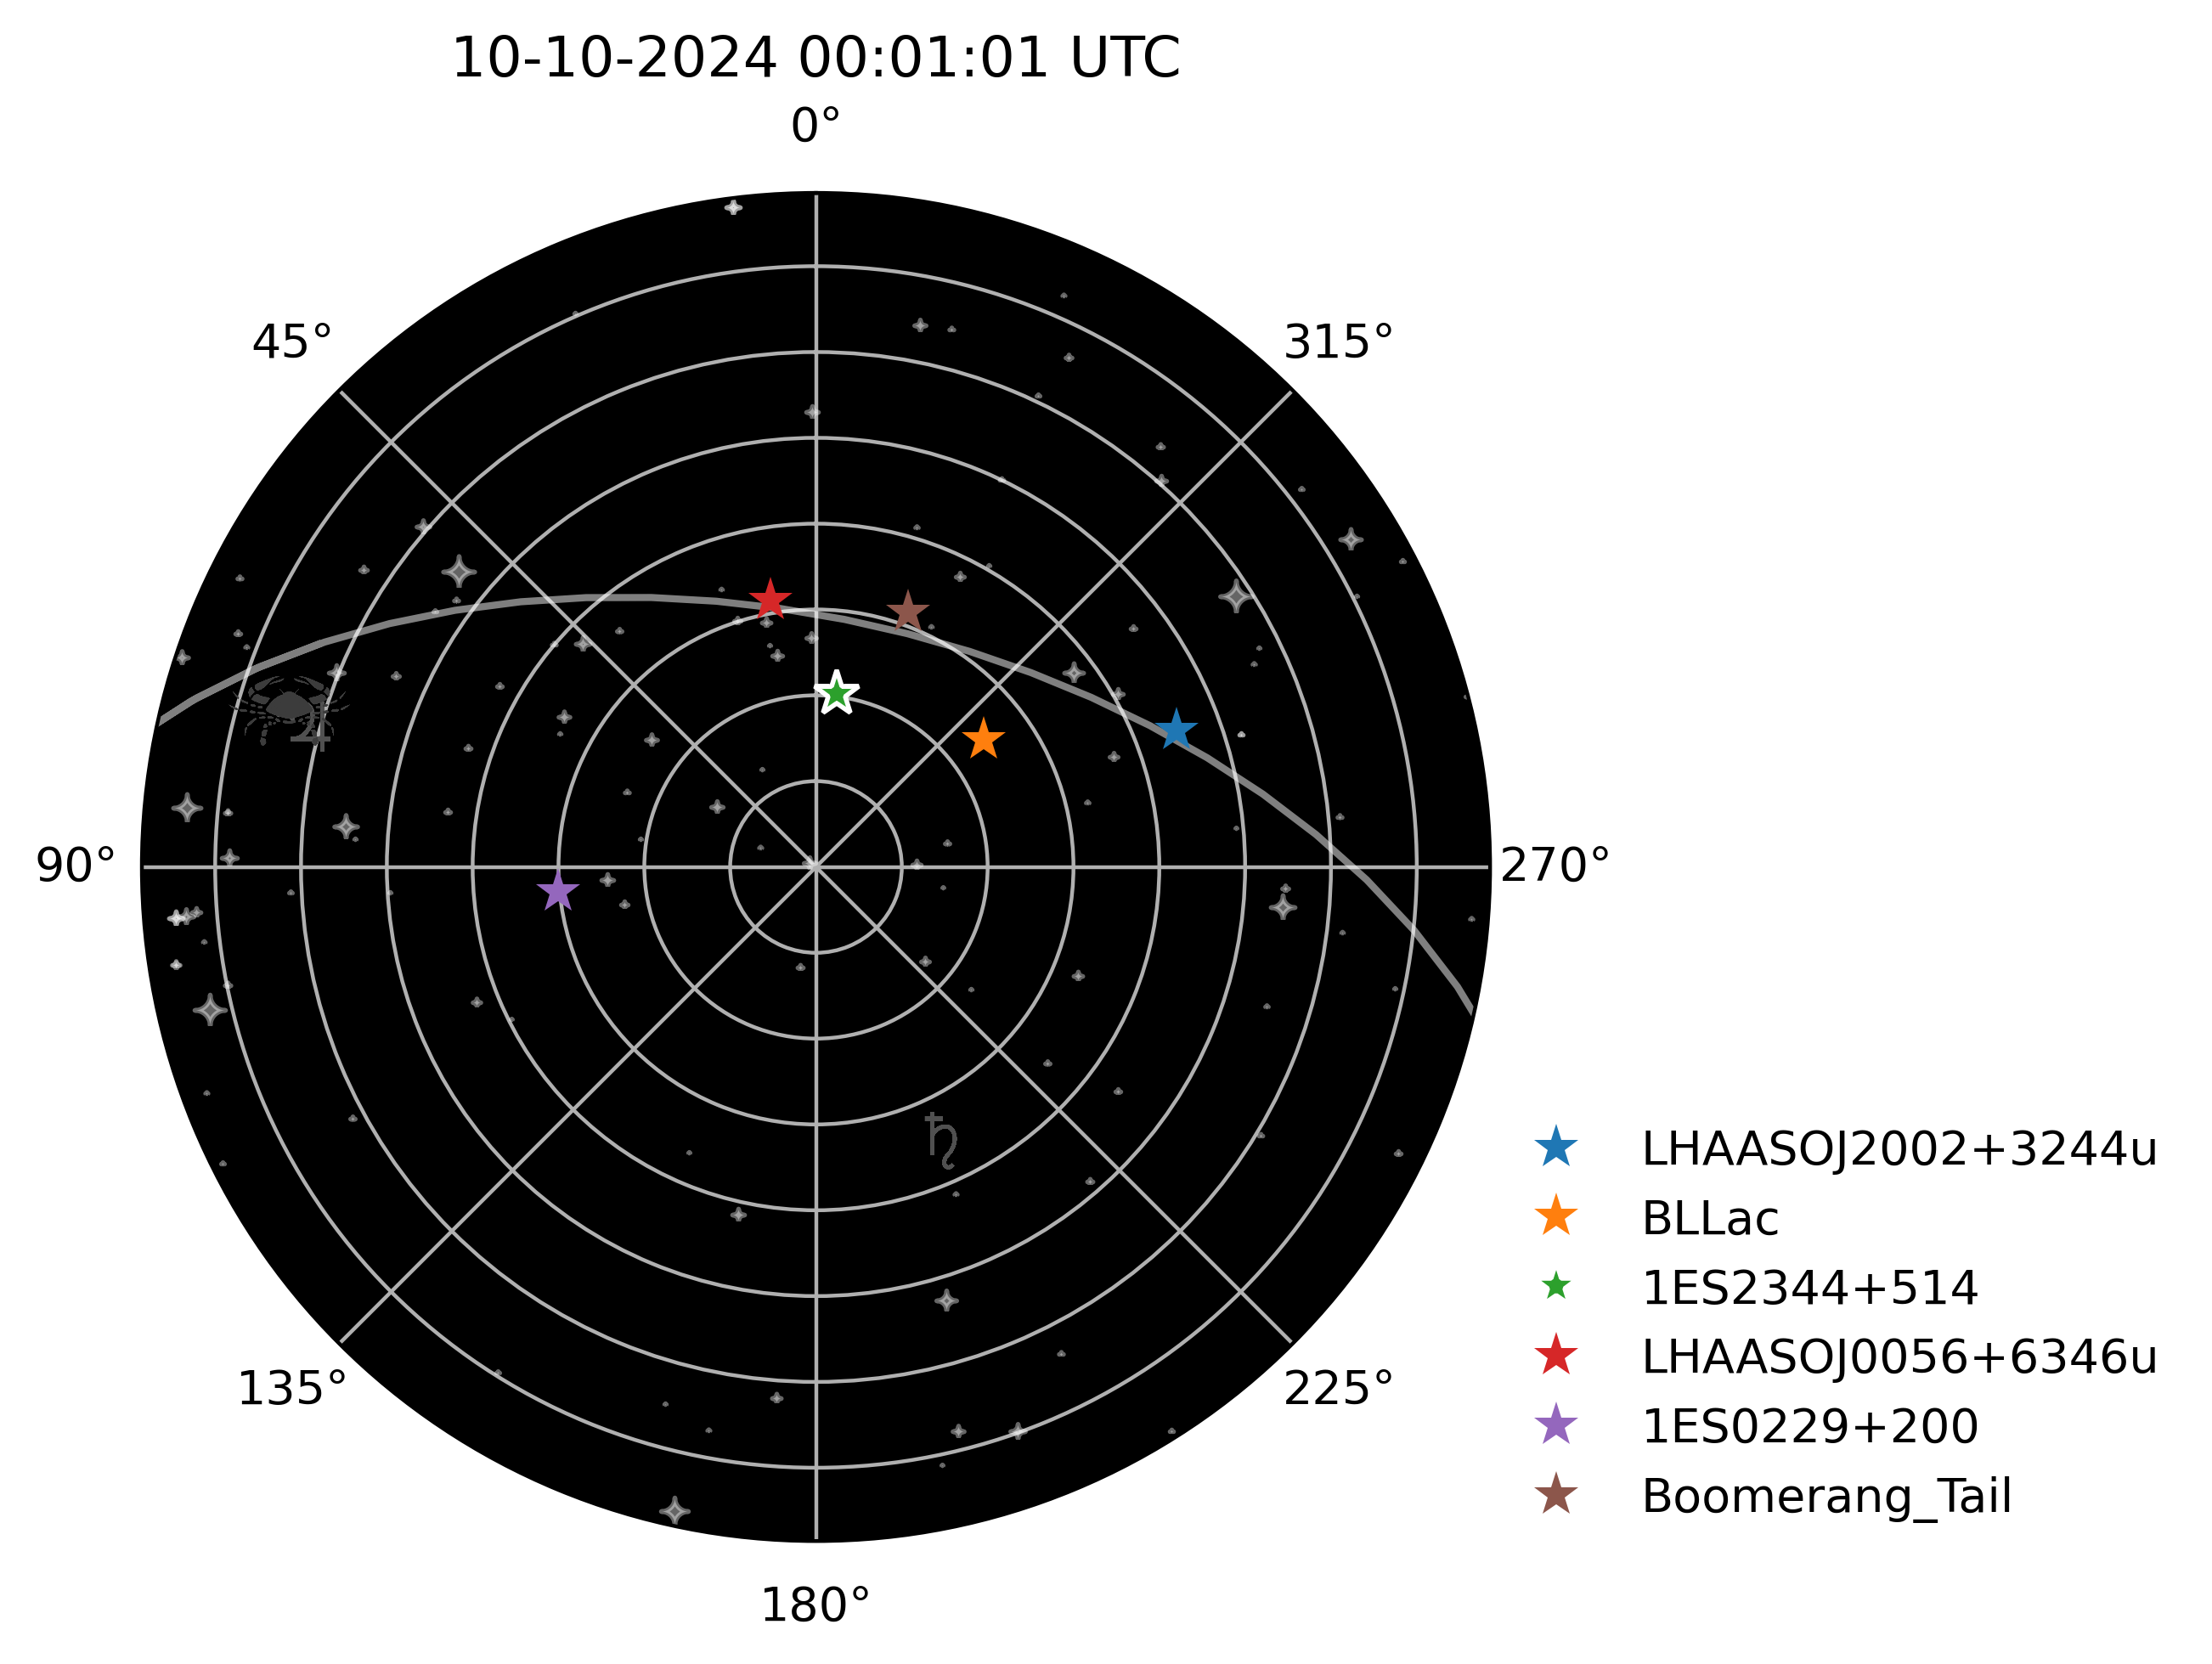 10-10-2024 00:01:01 UTC
0°
45°
315°
90°
270°
135°
225°
180°
♃
♄
LHAASOJ2002+3244u
BLLac
1ES2344+514
LHAASOJ0056+6346u
1ES0229+200
Boomerang_Tail